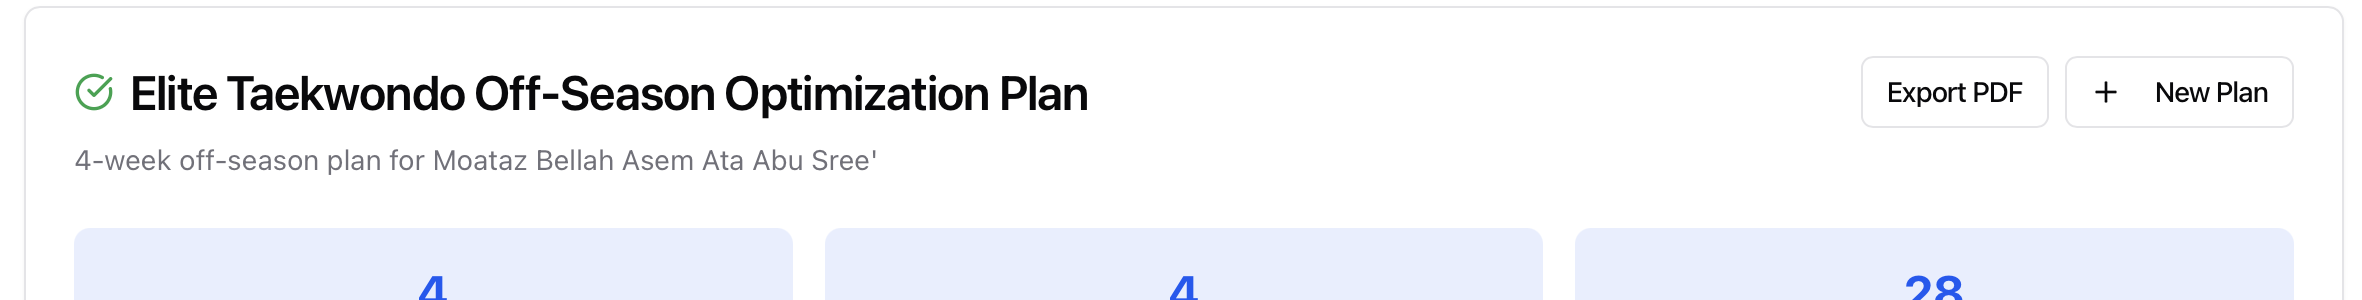 Elite Taekwondo Off-Season Optimization Plan
Export PDF
+ New Plan
4-week off-season plan for Moataz Bellah Asem Ata Abu Sree'
4
4
28